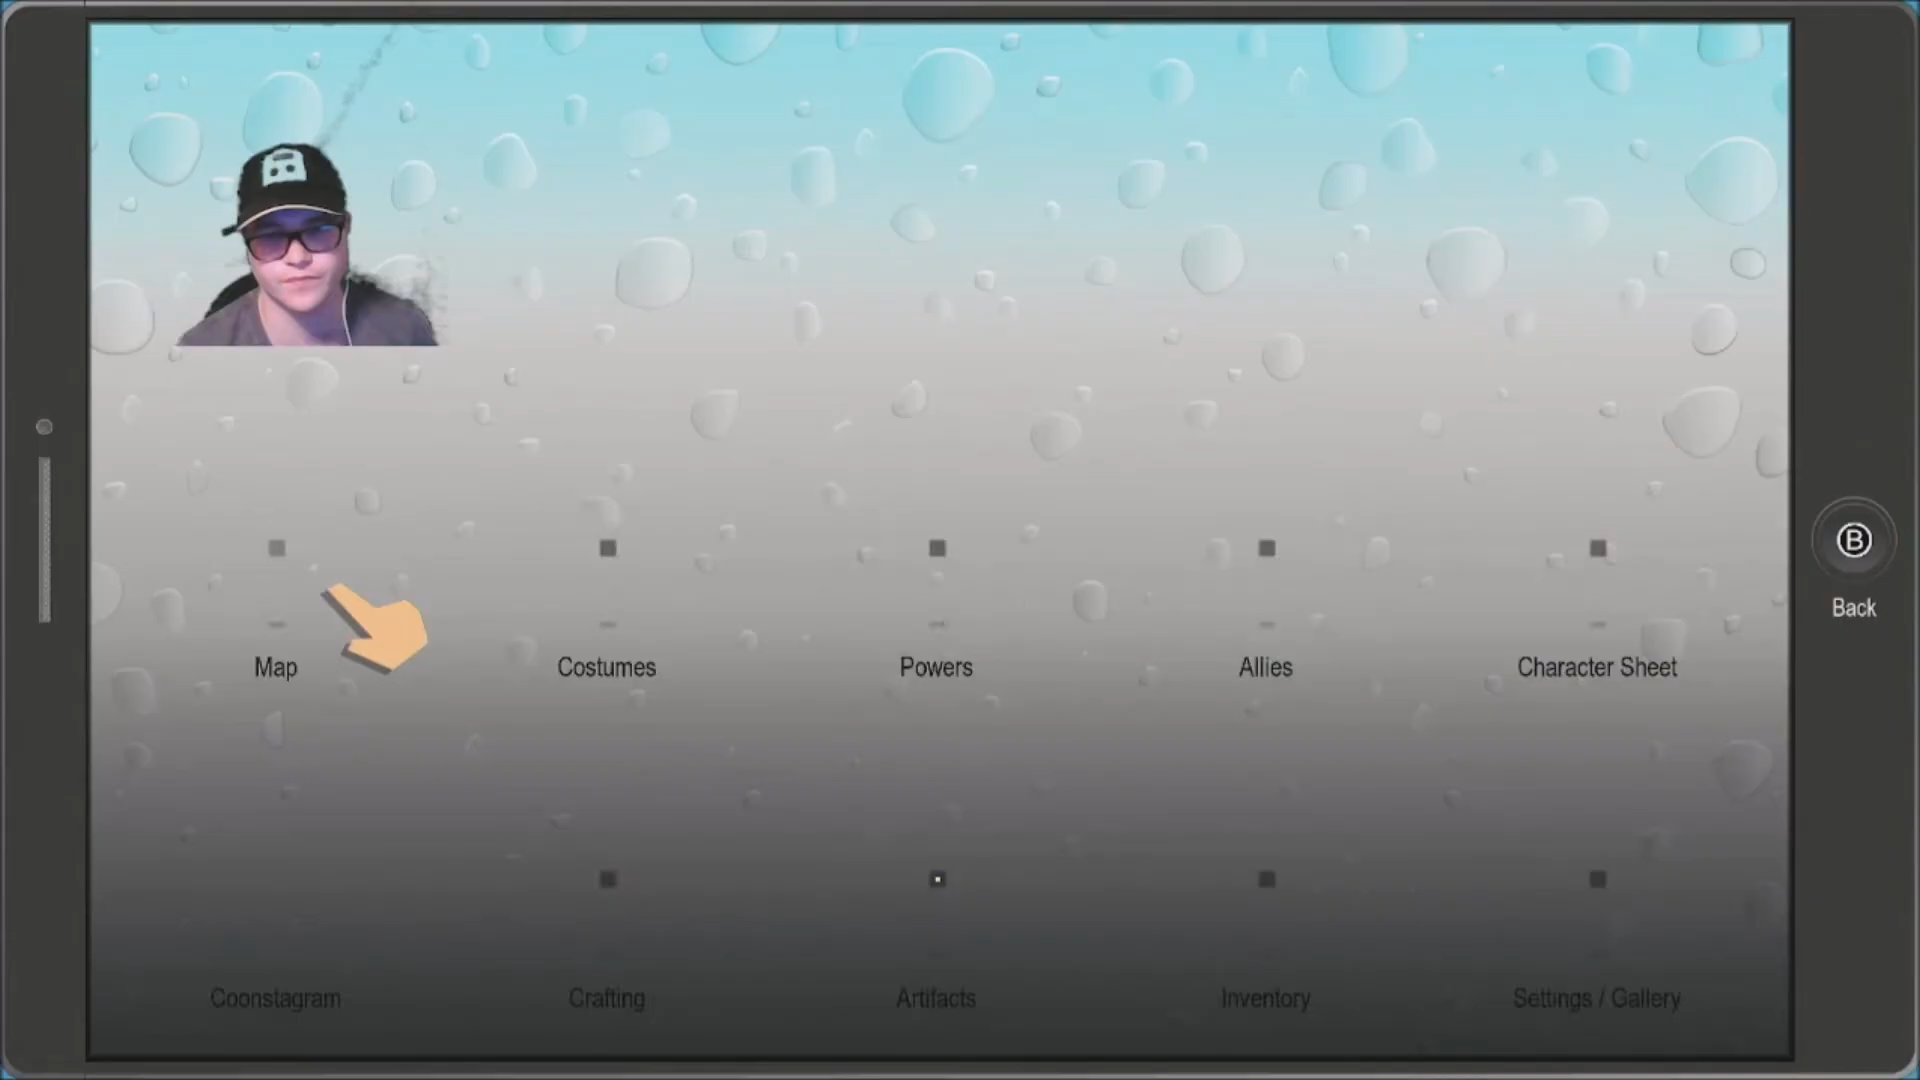 B
Back
Map
Costumes
Powers
Allies
Character Sheet
Coonstagram
Crafting
Artifacts
Inventory
Settings / Gallery